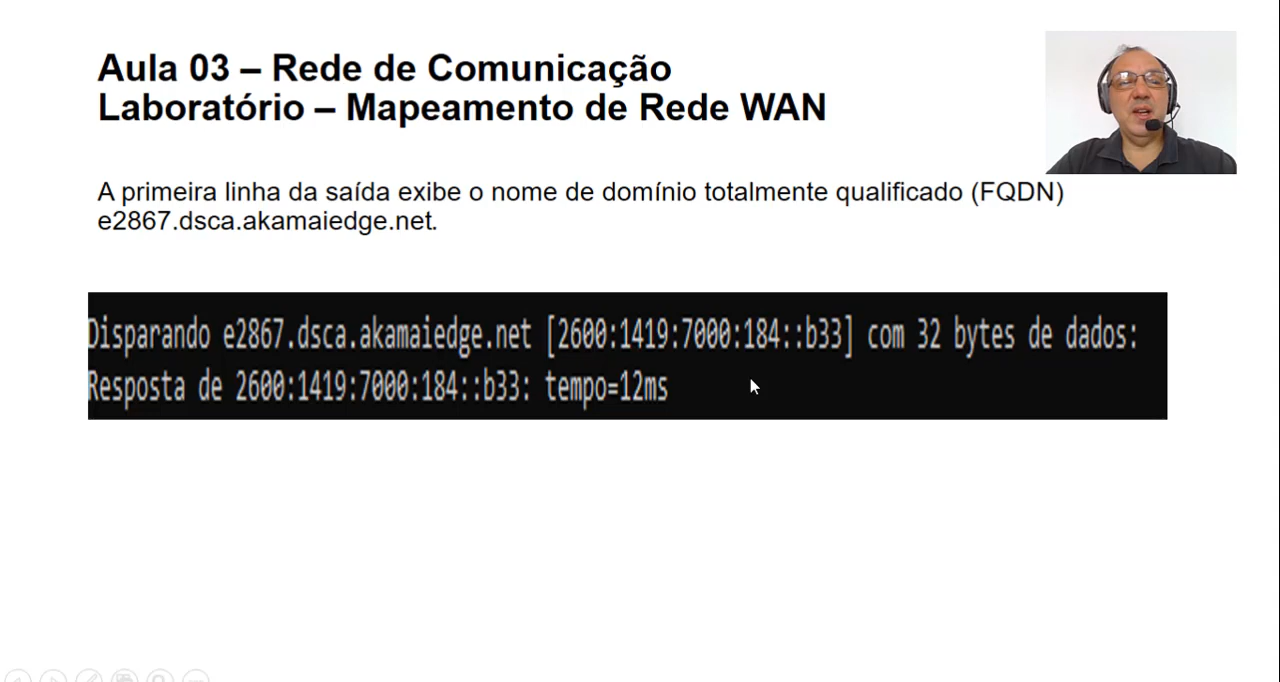 Aula 03 – Rede de Comunicação
Laboratório – Mapeamento de Rede WAN
A primeira linha da saída exibe o nome de domínio totalmente qualificado (FQDN)
e2867.dsca.akamaiedge.net.
Disparando e2867.dsca.akamaiedge.net [2600:1419:7000:184::b33] com 32 bytes de dados:
Resposta de 2600:1419:7000:184::b33: tempo=12ms